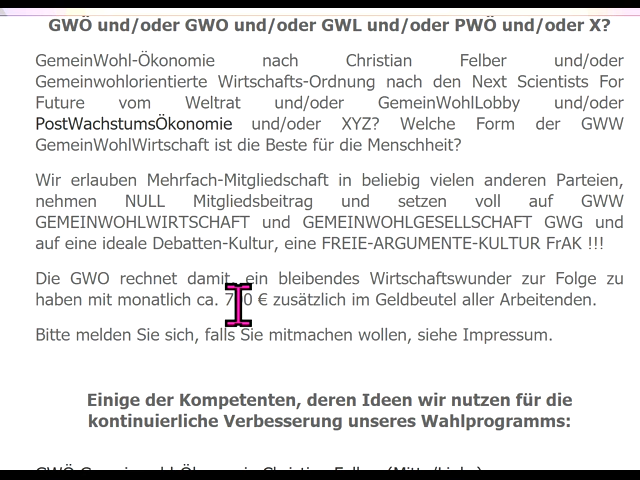 GWÖ und/oder GWO und/oder GWL und/oder PWÖ und/oder X?
GemeinWohl-Ökonomie nach Christian Felber und/oder
Gemeinwohlorientierte Wirtschafts-Ordnung nach den Next Scientists For
Future vom Weltrat und/oder GemeinWohlLobby und/oder
PostWachstumsÖkonomie und/oder XYZ? Welche Form der GWW
GemeinWohlWirtschaft ist die Beste für die Menschheit?
Wir erlauben Mehrfach-Mitgliedschaft in beliebig vielen anderen Parteien,
nehmen NULL Mitgliedsbeitrag und setzen voll auf GWW
GEMEINWOHLWIRTSCHAFT und GEMEINWOHLGESELLSCHAFT GWG und
auf eine ideale Debatten-Kultur, eine FREIE-ARGUMENTE-KULTUR FrAK !!!
Die GWO rechnet damit, ein bleibendes Wirtschaftswunder zur Folge zu
haben mit monatlich ca. € zusätzlich im Geldbeutel aller Arbeitenden.
Bitte melden Sie sich, falls Sie mitmachen wollen, siehe Impressum.
Einige der Kompetenten, deren Ideen wir nutzen für die
kontinuierliche Verbesserung unseres Wahlprogramms: